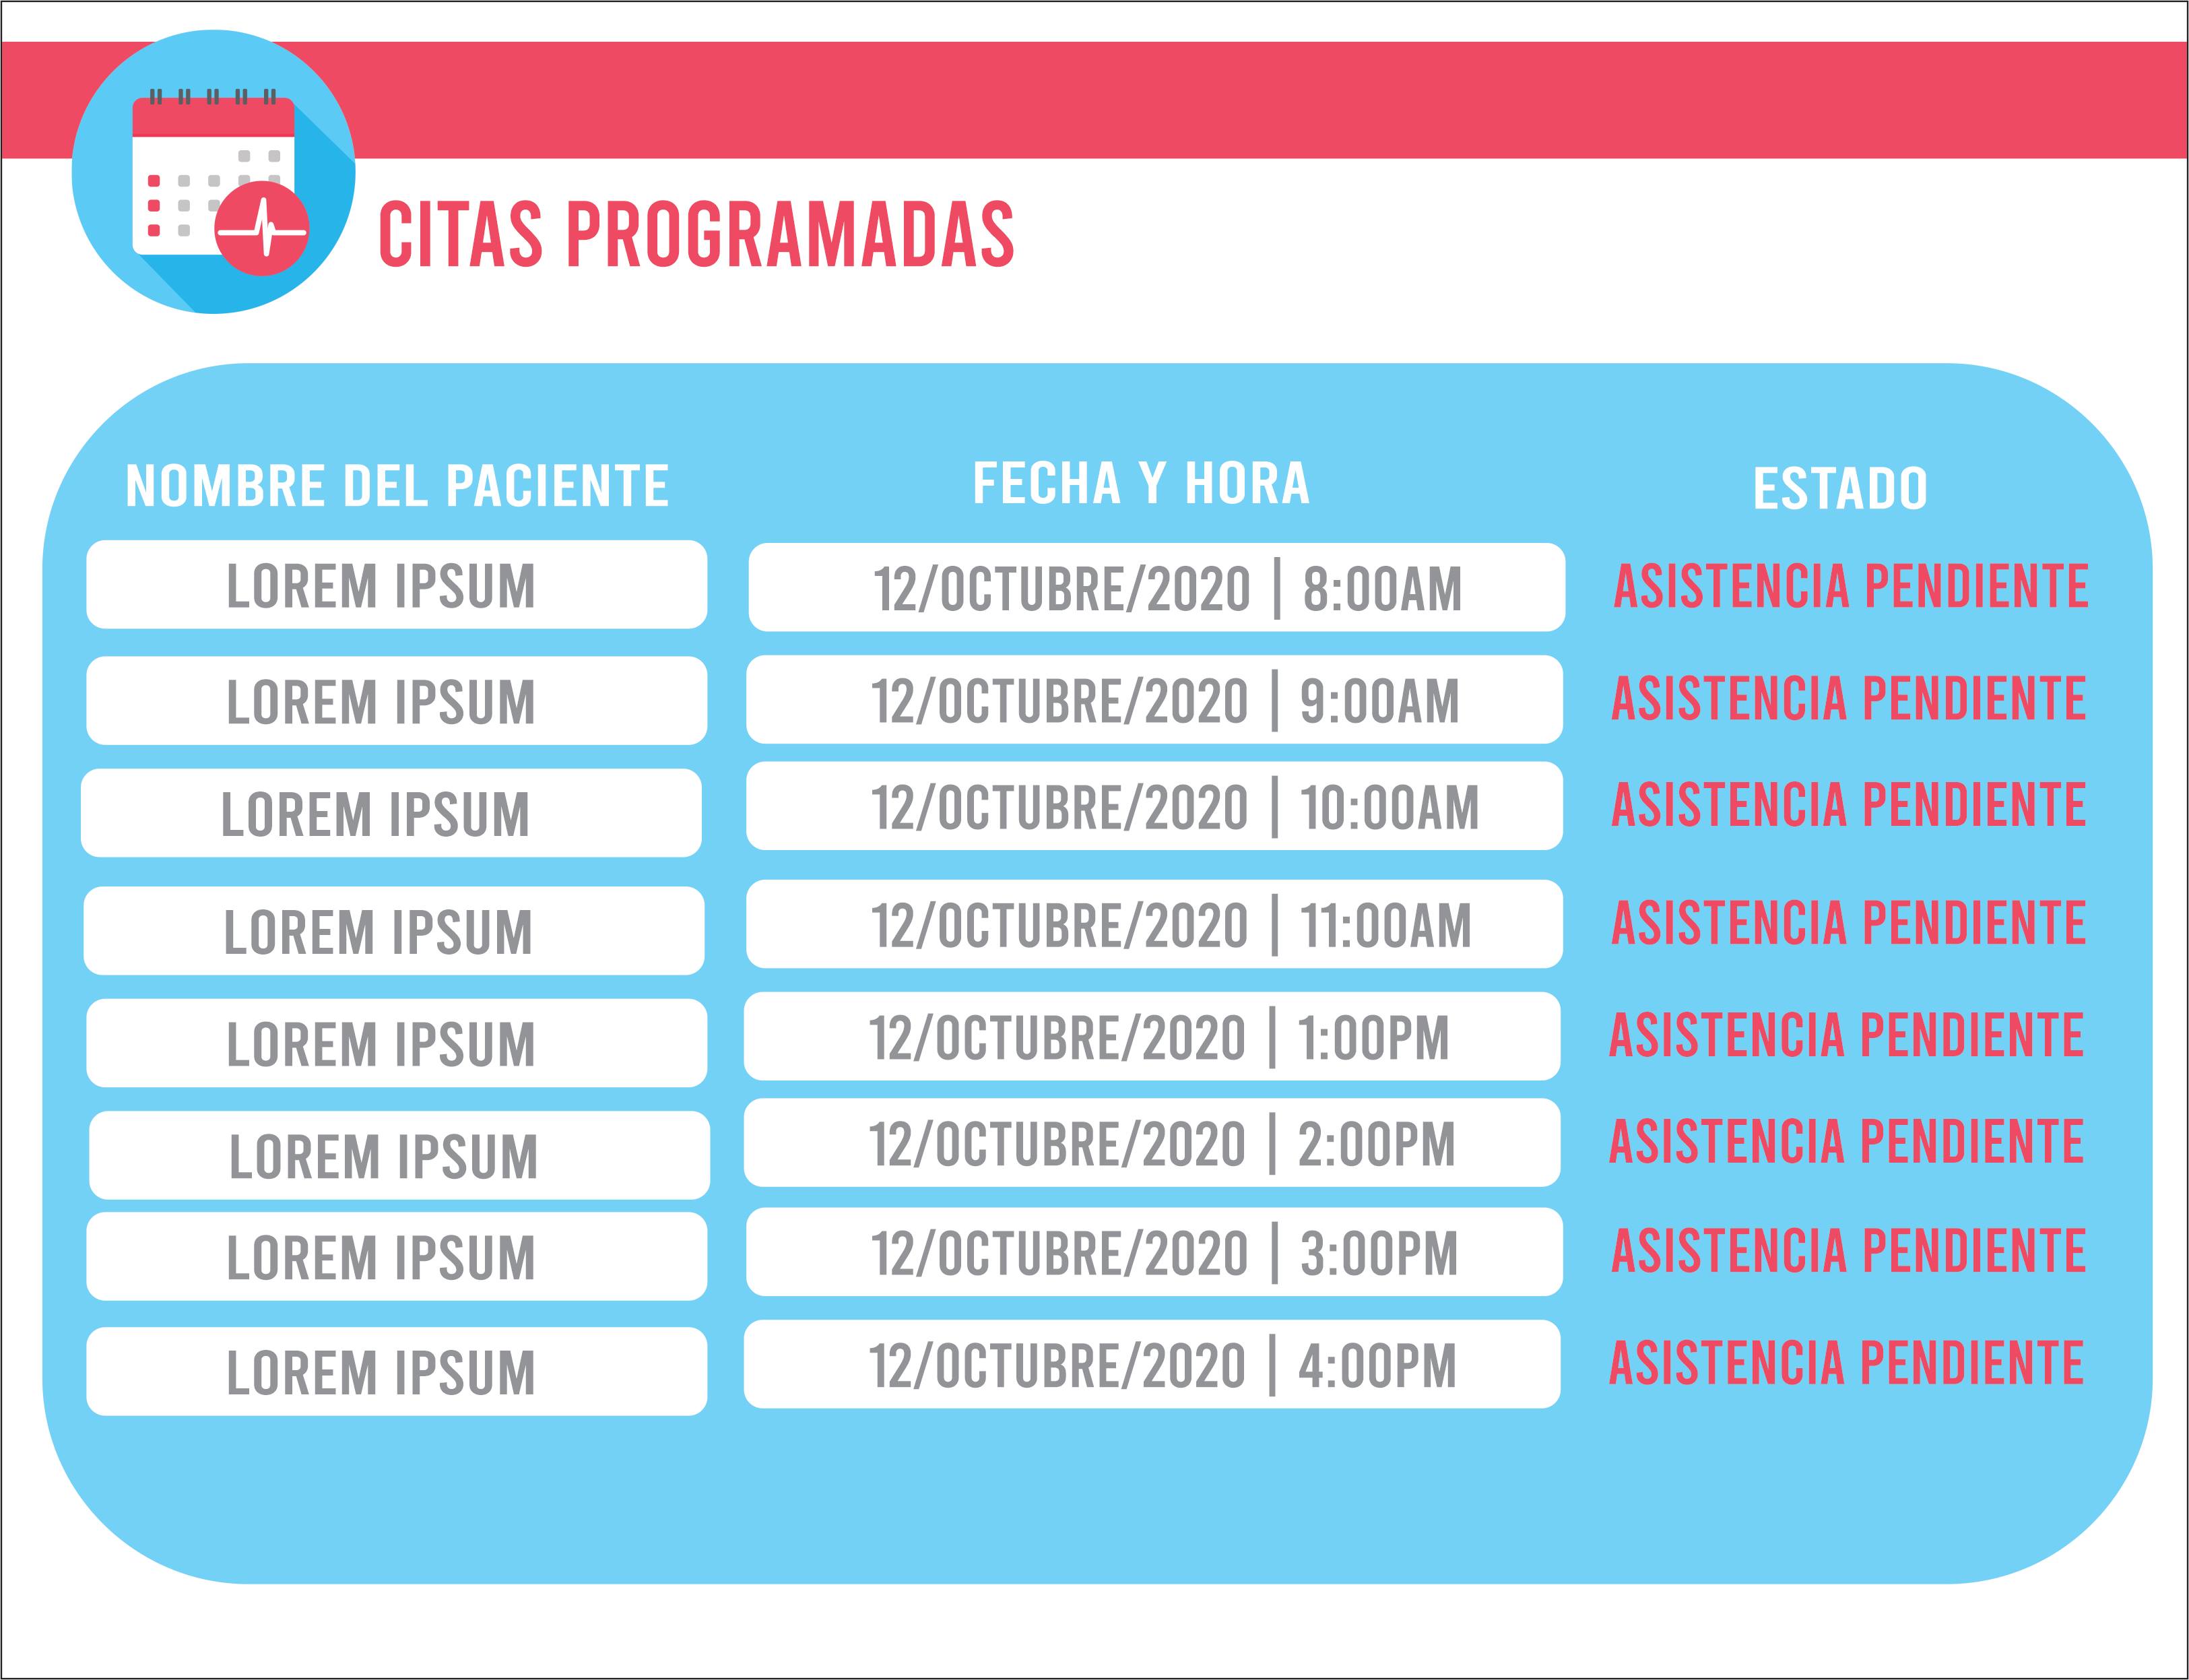 CITAS PROGRAMADAS
NOMBRE DEL PACIENTE FECHA Y HORA ESTADO
LOREM IPSUM 12/OCTUBRE/2020 | 8:00AM ASISTENCIA PENDIENTE
LOREM IPSUM 12/OCTUBRE/2020 | 9:00AM ASISTENCIA PENDIENTE
LOREM IPSUM 12/OCTUBRE/2020 | 10:00AM ASISTENCIA PENDIENTE
LOREM IPSUM 12/OCTUBRE/2020 | 11:00AM ASISTENCIA PENDIENTE
LOREM IPSUM 12/OCTUBRE/2020 | 1:00PM ASISTENCIA PENDIENTE
LOREM IPSUM 12/OCTUBRE/2020 | 2:00PM ASISTENCIA PENDIENTE
LOREM IPSUM 12/OCTUBRE/2020 | 3:00PM ASISTENCIA PENDIENTE
LOREM IPSUM 12/OCTUBRE/2020 | 4:00PM ASISTENCIA PENDIENTE